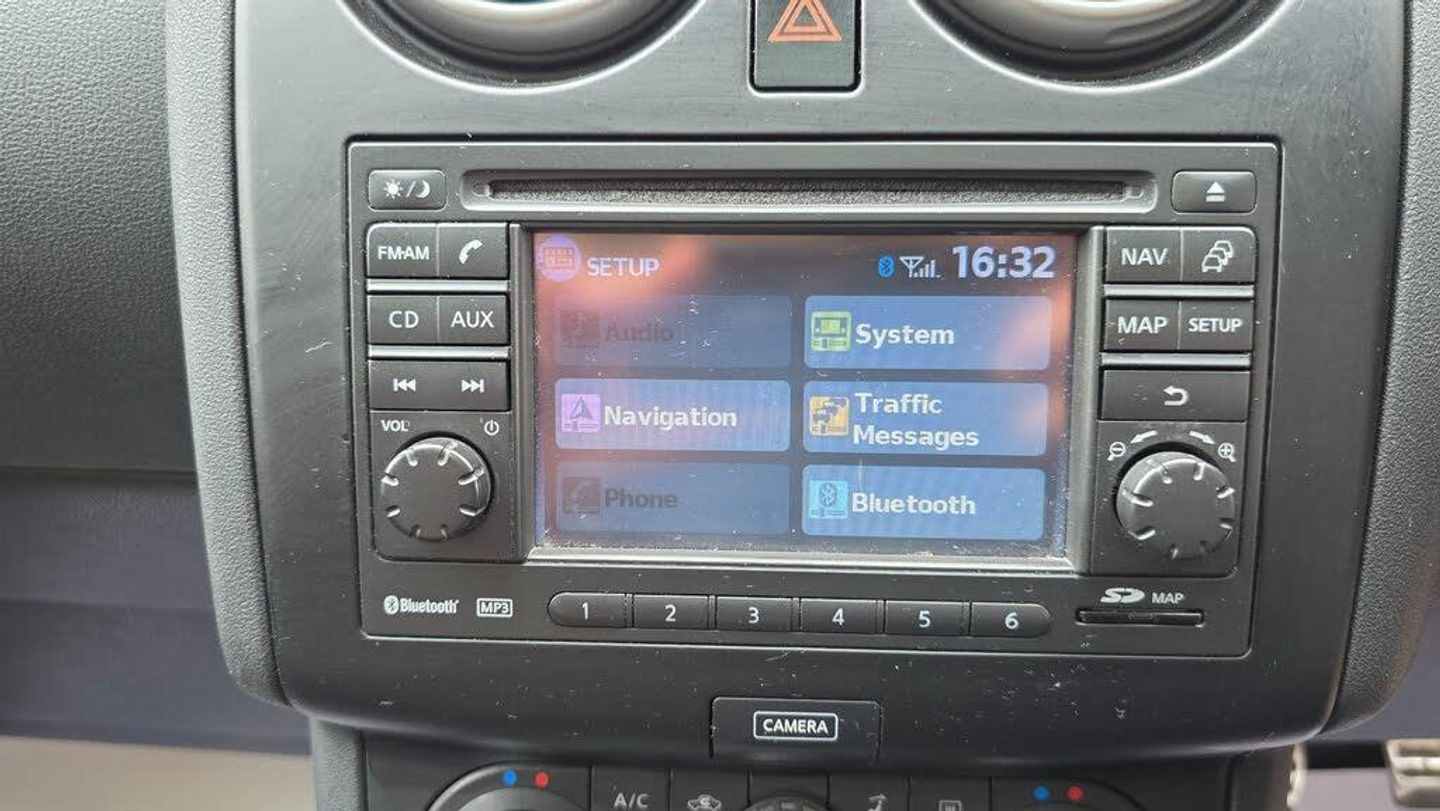 FM·AM
CD AUX
VOL
SETUP 16:32
Audio System
Navigation Traffic
Messages
Phone Bluetooth
NAV
MAP SETUP
Bluetooth MP3 1 2 3 4 5 6 SD MAP
CAMERA
A/C